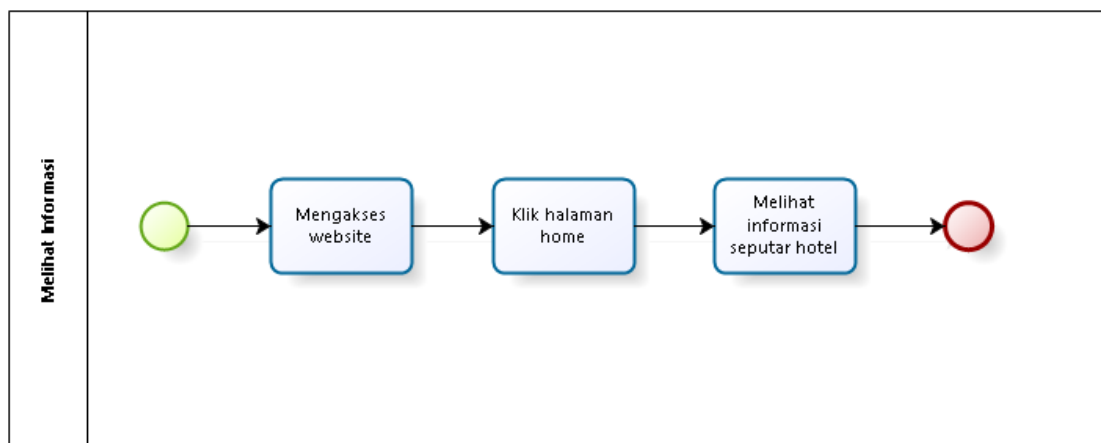 Melihat Informasi
Mengakses
website
Klik halaman
home
Melihat
informasi
seputar hotel